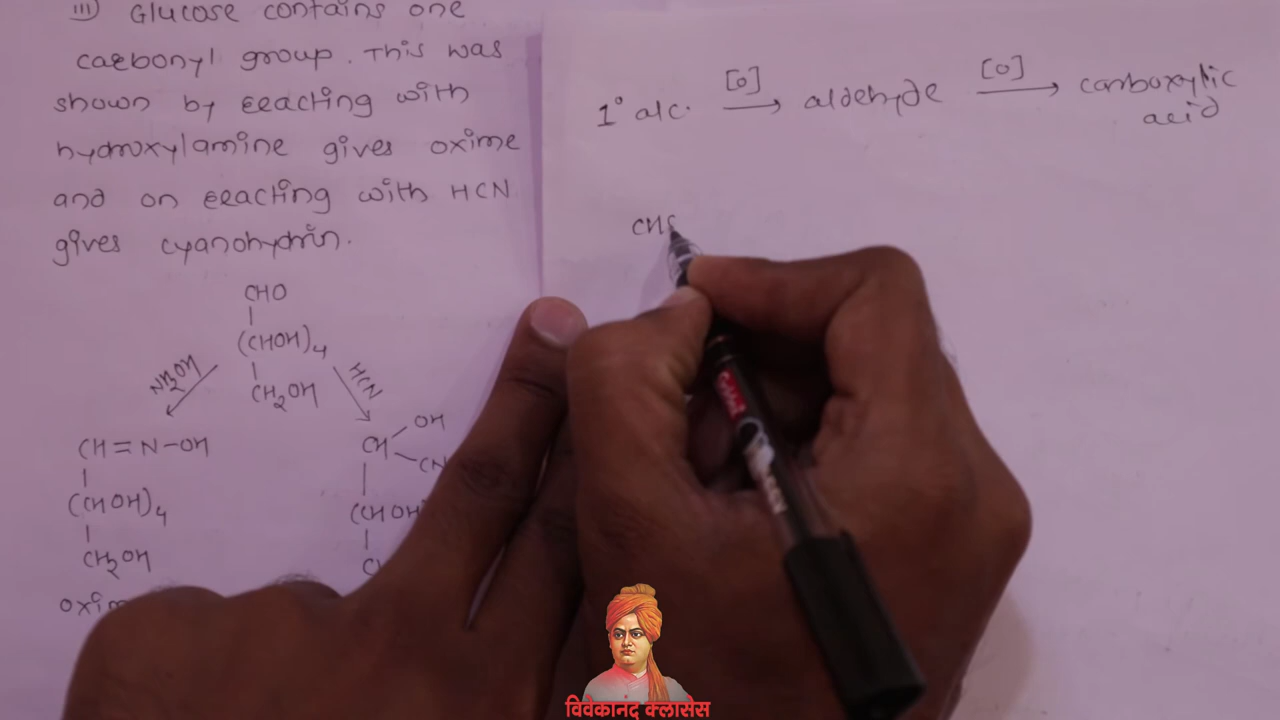 iii) Glucose contains one
carbonyl group. This was
shown by reacting with
hydroxylamine gives oxime
and on reacting with HCN
gives cyanohydrin.
CHO
(CHOH)4
CH2OH
NH2OH
HCN
CH=N-OH
(CHOH)4
CH2OH
CH
OH
CN
(CHOH
1° alc. [O] → aldehyde [O] → carboxylic
acid
विवेकानंद क्लासेस